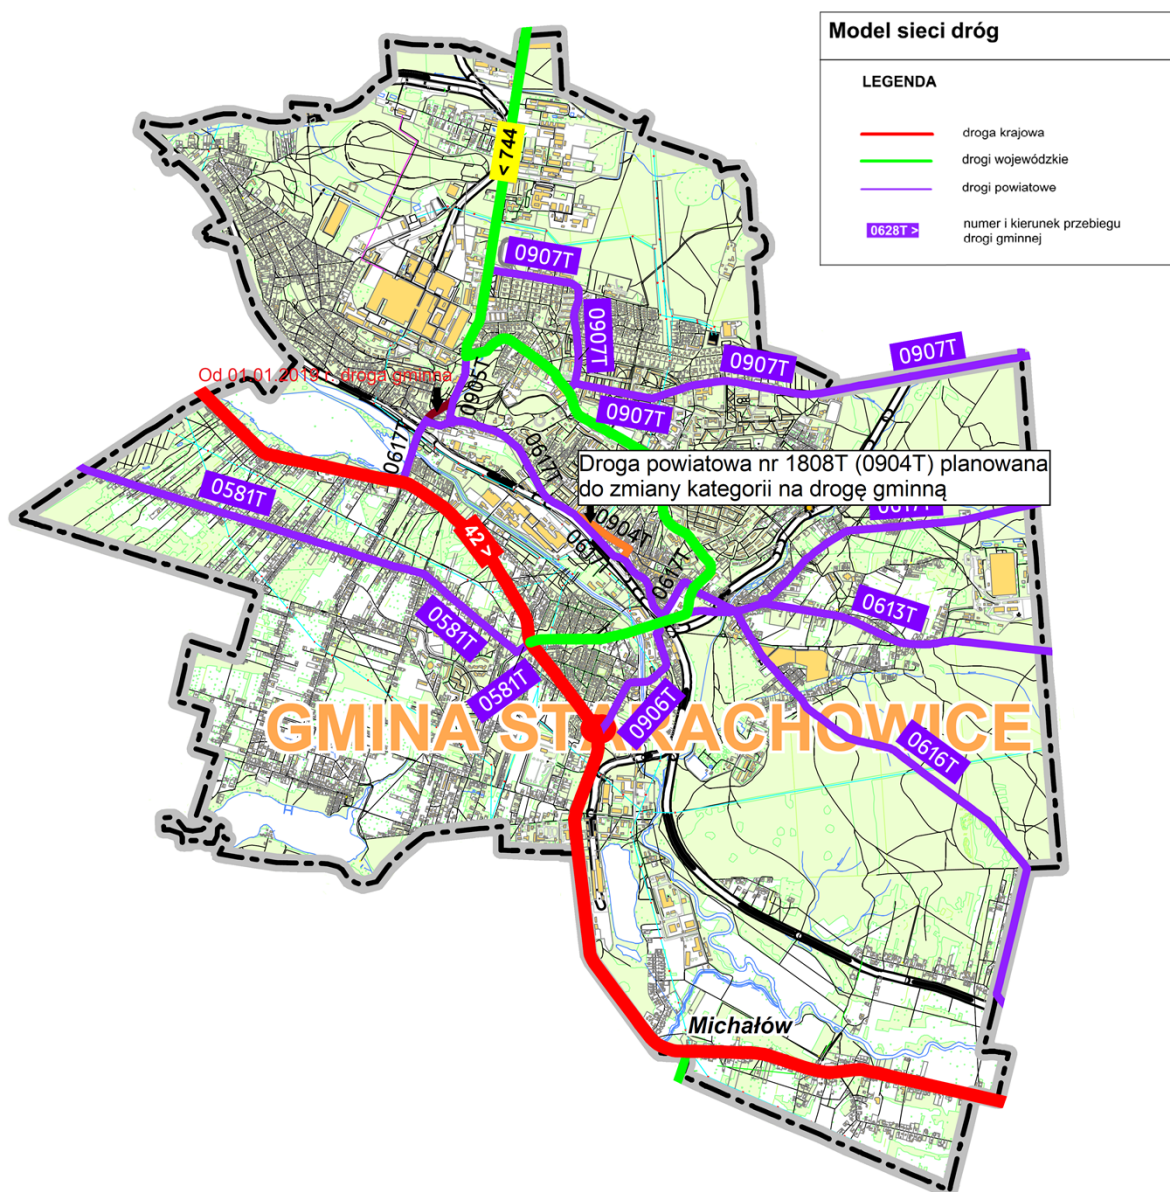 Model sieci dróg
LEGENDA
droga krajowa
drogi wojewódzkie
drogi powiatowe
0628T >
numer i kierunek przebiegu
drogi gminnej
< 744
0907T
0907T
0907T
0907T
0907T
Od 01.01.2019 r. droga gminna
0905T
0617T
0617T
Droga powiatowa nr 1808T (0904T) planowana
do zmiany kategorii na drogę gminną
0581T
42 >
0904T
0617T
0617T
0613T
0581T
0581T
0906T
GMINA STARACHOWICE
0616T
Michałów